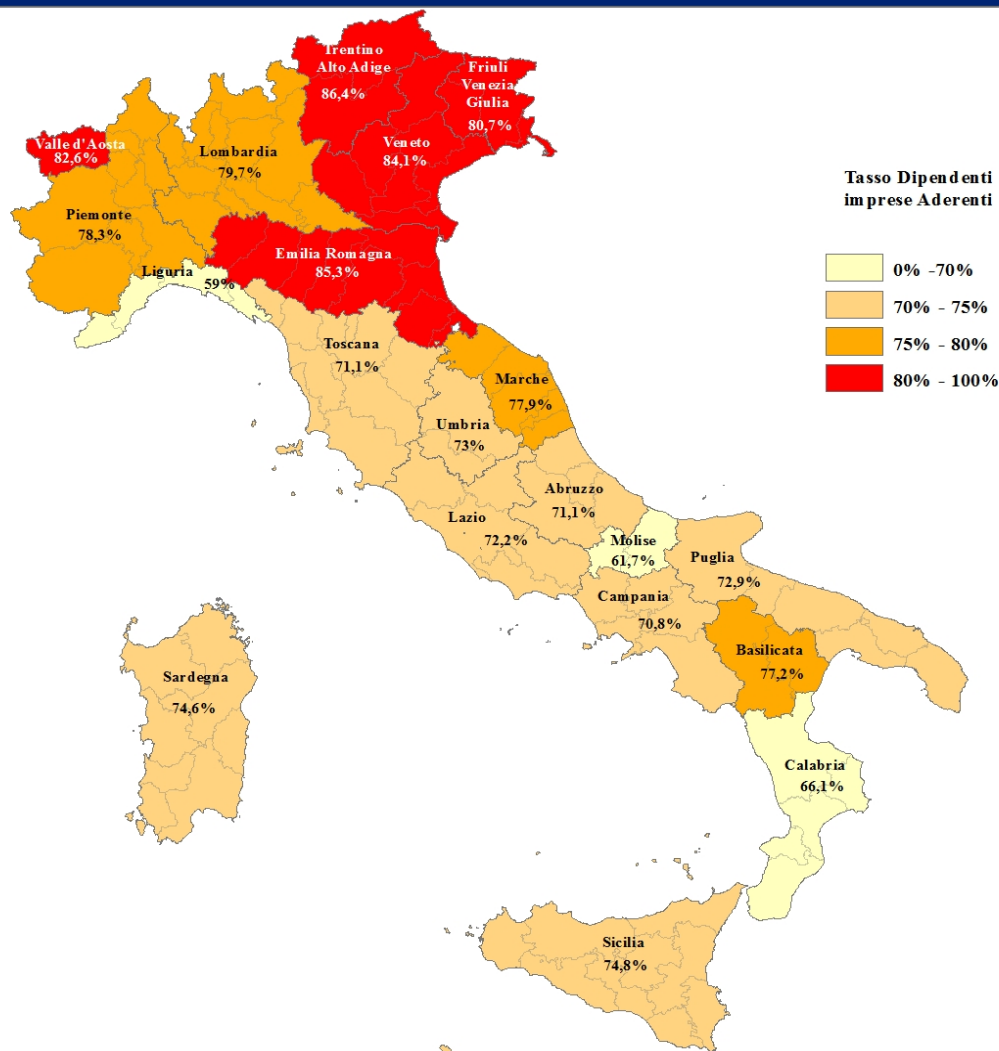 Trentino
Alto Adige
86,4%
Friuli
Venezia
Giulia
80,7%
Valle d'Aosta
82,6%
Lombardia
79,7%
Veneto
84,1%
Piemonte
78,3%
Emilia Romagna
85,3%
Liguria
59%
Toscana
71,1%
Marche
77,9%
Umbria
73%
Abruzzo
71,1%
Lazio
72,2%
Molise
61,7%
Puglia
72,9%
Campania
70,8%
Basilicata
77,2%
Sardegna
74,6%
Calabria
66,1%
Sicilia
74,8%
Tasso Dipendenti
imprese Aderenti
0% -70%
70% - 75%
75% - 80%
80% - 100%